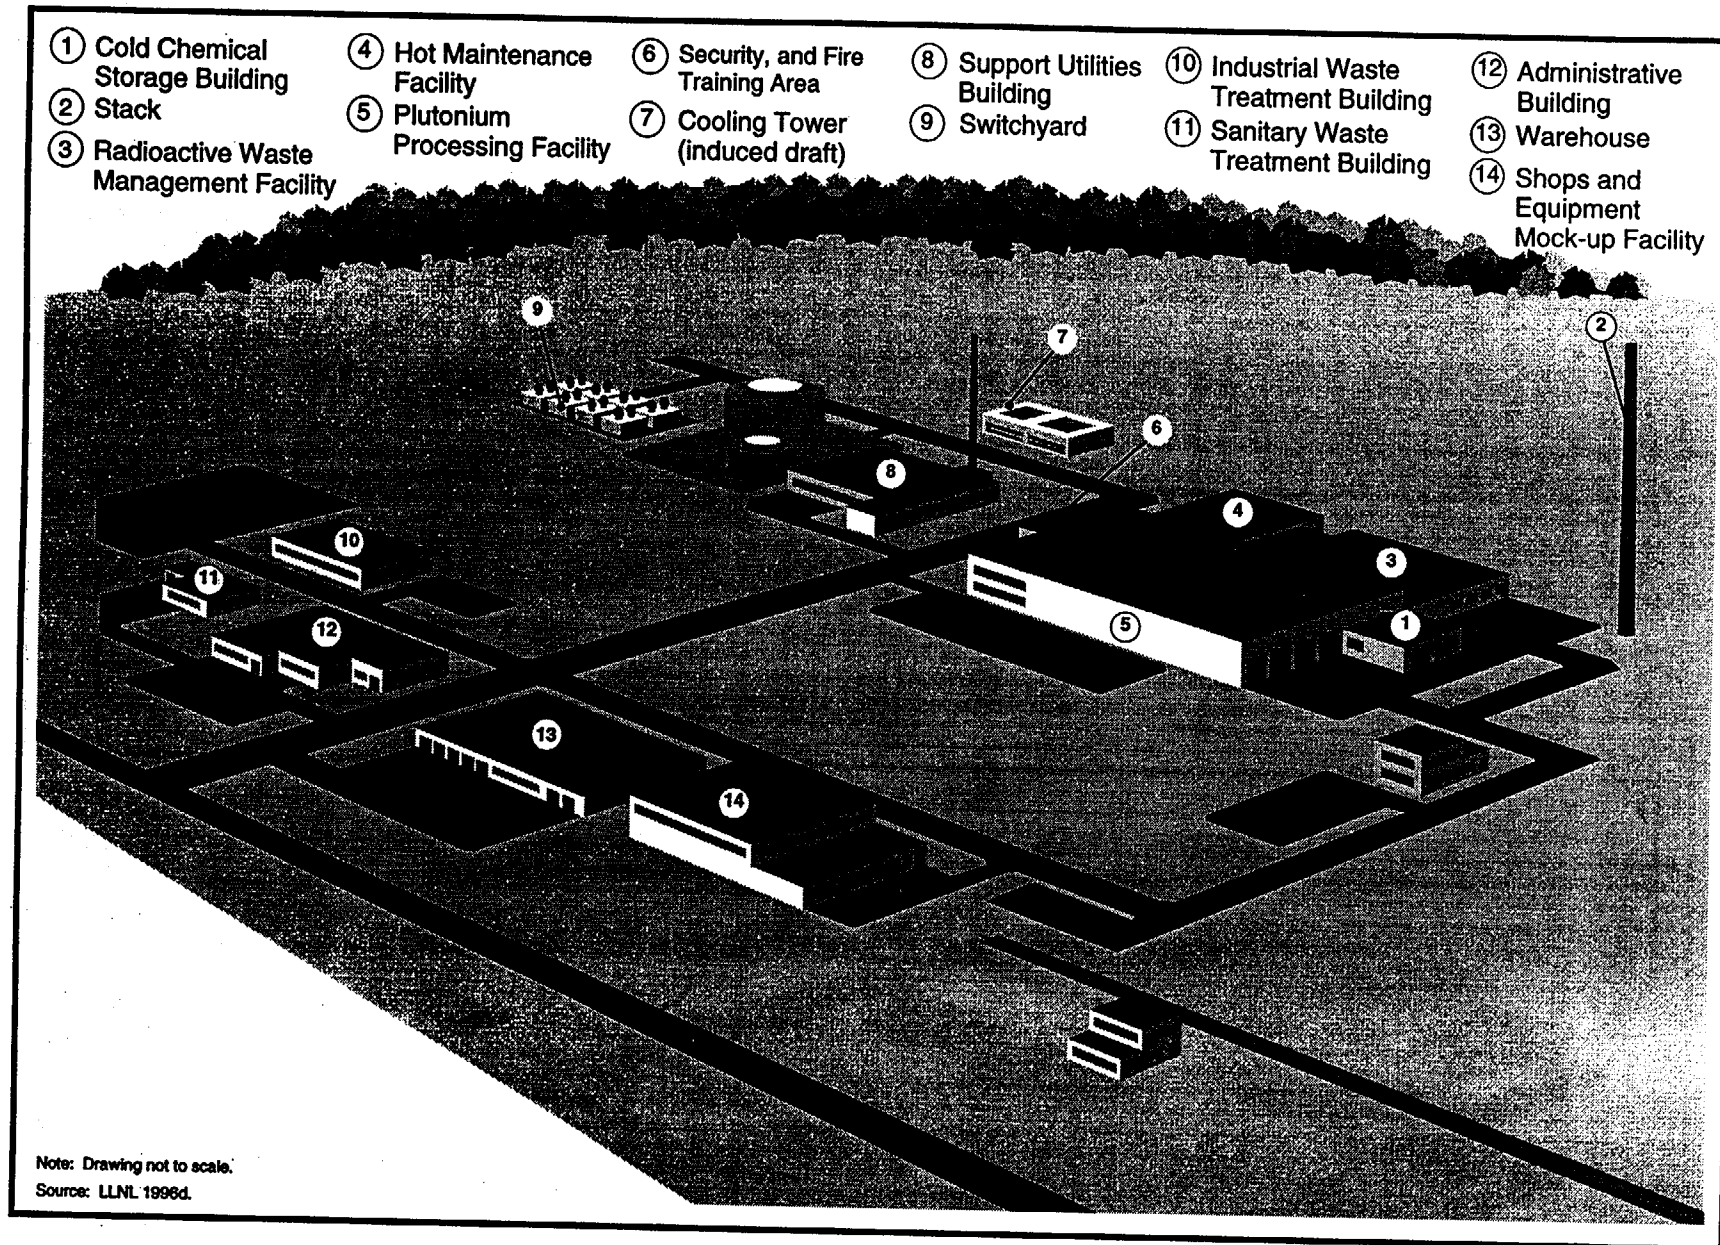 1 Cold Chemical
Storage Building
2 Stack
3 Radioactive Waste
Management Facility
4 Hot Maintenance
Facility
5 Plutonium
Processing Facility
6 Security, and Fire
Training Area
7 Cooling Tower
(induced draft)
8 Support Utilities
Building
9 Switchyard
10 Industrial Waste
Treatment Building
11 Sanitary Waste
Treatment Building
12 Administrative
Building
13 Warehouse
14 Shops and
Equipment
Mock-up Facility
9
2
7
6
8
4
10
3
11
12
5
1
13
14
Note: Drawing not to scale.
Source: LLNL 1996d.